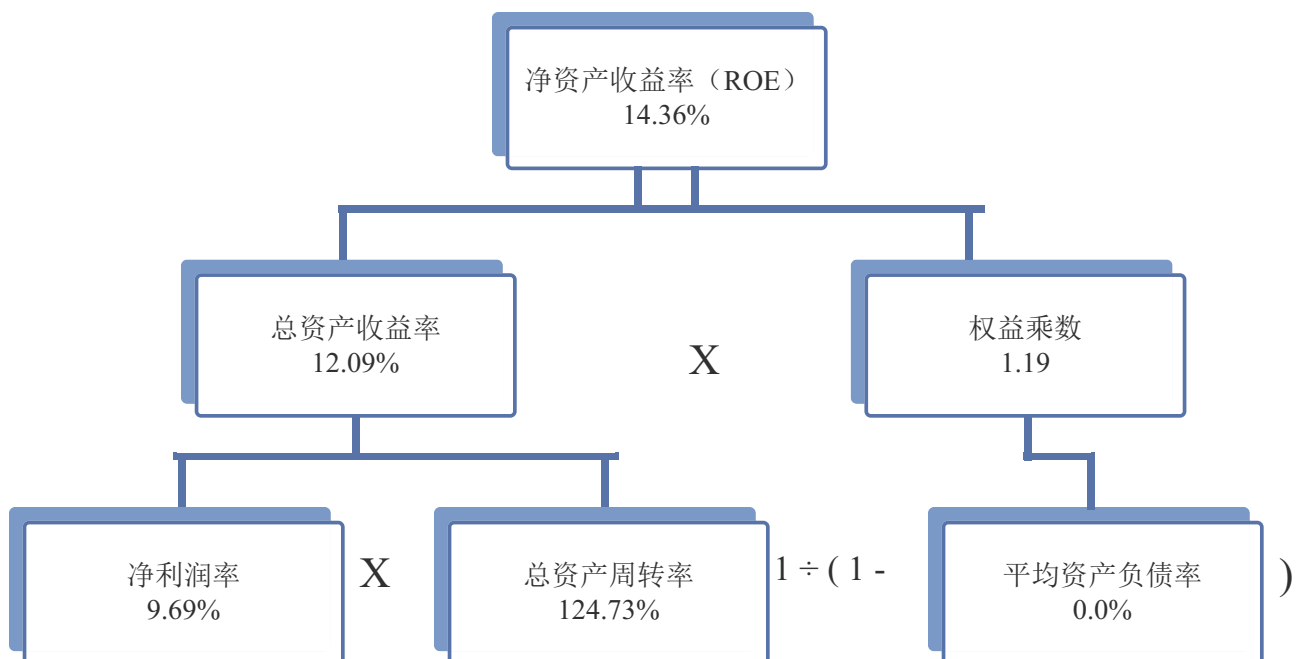 净资产收益率（ROE）
14.36%
总资产收益率
12.09%
X
权益乘数
1.19
净利润率
9.69%
X
总资产周转率
124.73%
1 ÷ ( 1 -
平均资产负债率
0.0%
)